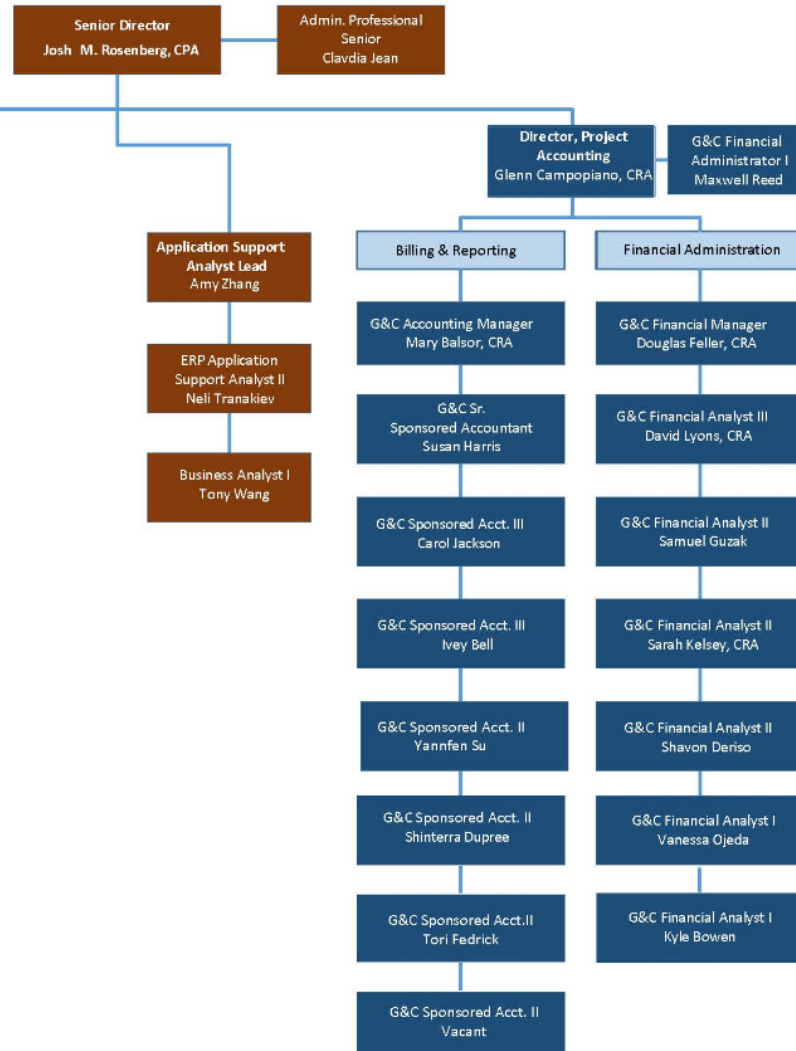 Senior Director
Josh M. Rosenberg, CPA
Admin. Professional
Senior
Clavdia Jean
Director, Project
Accounting
Glenn Campopiano, CRA
G&C Financial
Administrator I
Maxwell Reed
Application Support
Analyst Lead
Amy Zhang
ERP Application
Support Analyst II
Neli Tranakiev
Business Analyst I
Tony Wang
Billing & Reporting
G&C Accounting Manager
Mary Balsor, CRA
G&C Sr.
Sponsored Accountant
Susan Harris
G&C Sponsored Acct. III
Carol Jackson
G&C Sponsored Acct. III
Ivey Bell
G&C Sponsored Acct. II
Yannfen Su
G&C Sponsored Acct. II
Shinterra Dupree
G&C Sponsored Acct.II
Tori Fedrick
G&C Sponsored Acct. II
Vacant
Financial Administration
G&C Financial Manager
Douglas Feller, CRA
G&C Financial Analyst III
David Lyons, CRA
G&C Financial Analyst II
Samuel Guzak
G&C Financial Analyst II
Sarah Kelsey, CRA
G&C Financial Analyst II
Shavon Deriso
G&C Financial Analyst I
Vanessa Ojeda
G&C Financial Analyst I
Kyle Bowen